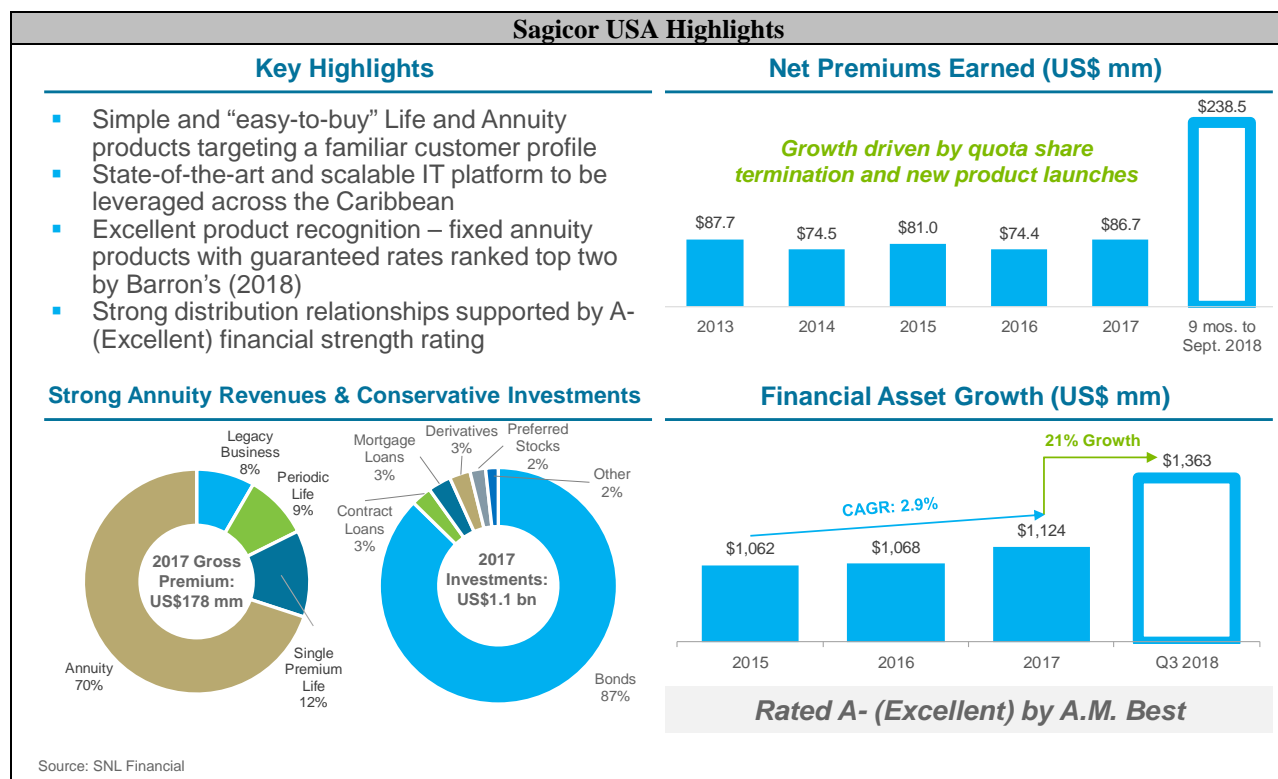 Sagicor USA Highlights
Key Highlights
▪ Simple and “easy-to-buy” Life and Annuity
products targeting a familiar customer profile
▪ State-of-the-art and scalable IT platform to be
leveraged across the Caribbean
▪ Excellent product recognition – fixed annuity
products with guaranteed rates ranked top two
by Barron’s (2018)
▪ Strong distribution relationships supported by A-
(Excellent) financial strength rating
Net Premiums Earned (US$ mm)
Growth driven by quota share
termination and new product launches
$87.7
$74.5
$81.0
$74.4
$86.7
$238.5
2013
2014
2015
2016
2017
9 mos. to
Sept. 2018
Strong Annuity Revenues & Conservative Investments
Legacy
Business
8%
Periodic
Life
9%
Single
Premium
Life
12%
Annuity
70%
2017 Gross
Premium:
US$178 mm
Contract
Loans
3%
Mortgage
Loans
3%
Derivatives
3%
Preferred
Stocks
2%
Other
2%
Bonds
87%
2017
Investments:
US$1.1 bn
Financial Asset Growth (US$ mm)
CAGR: 2.9%
21% Growth
$1,062
$1,068
$1,124
$1,363
2015
2016
2017
Q3 2018
Rated A- (Excellent) by A.M. Best
Source: SNL Financial